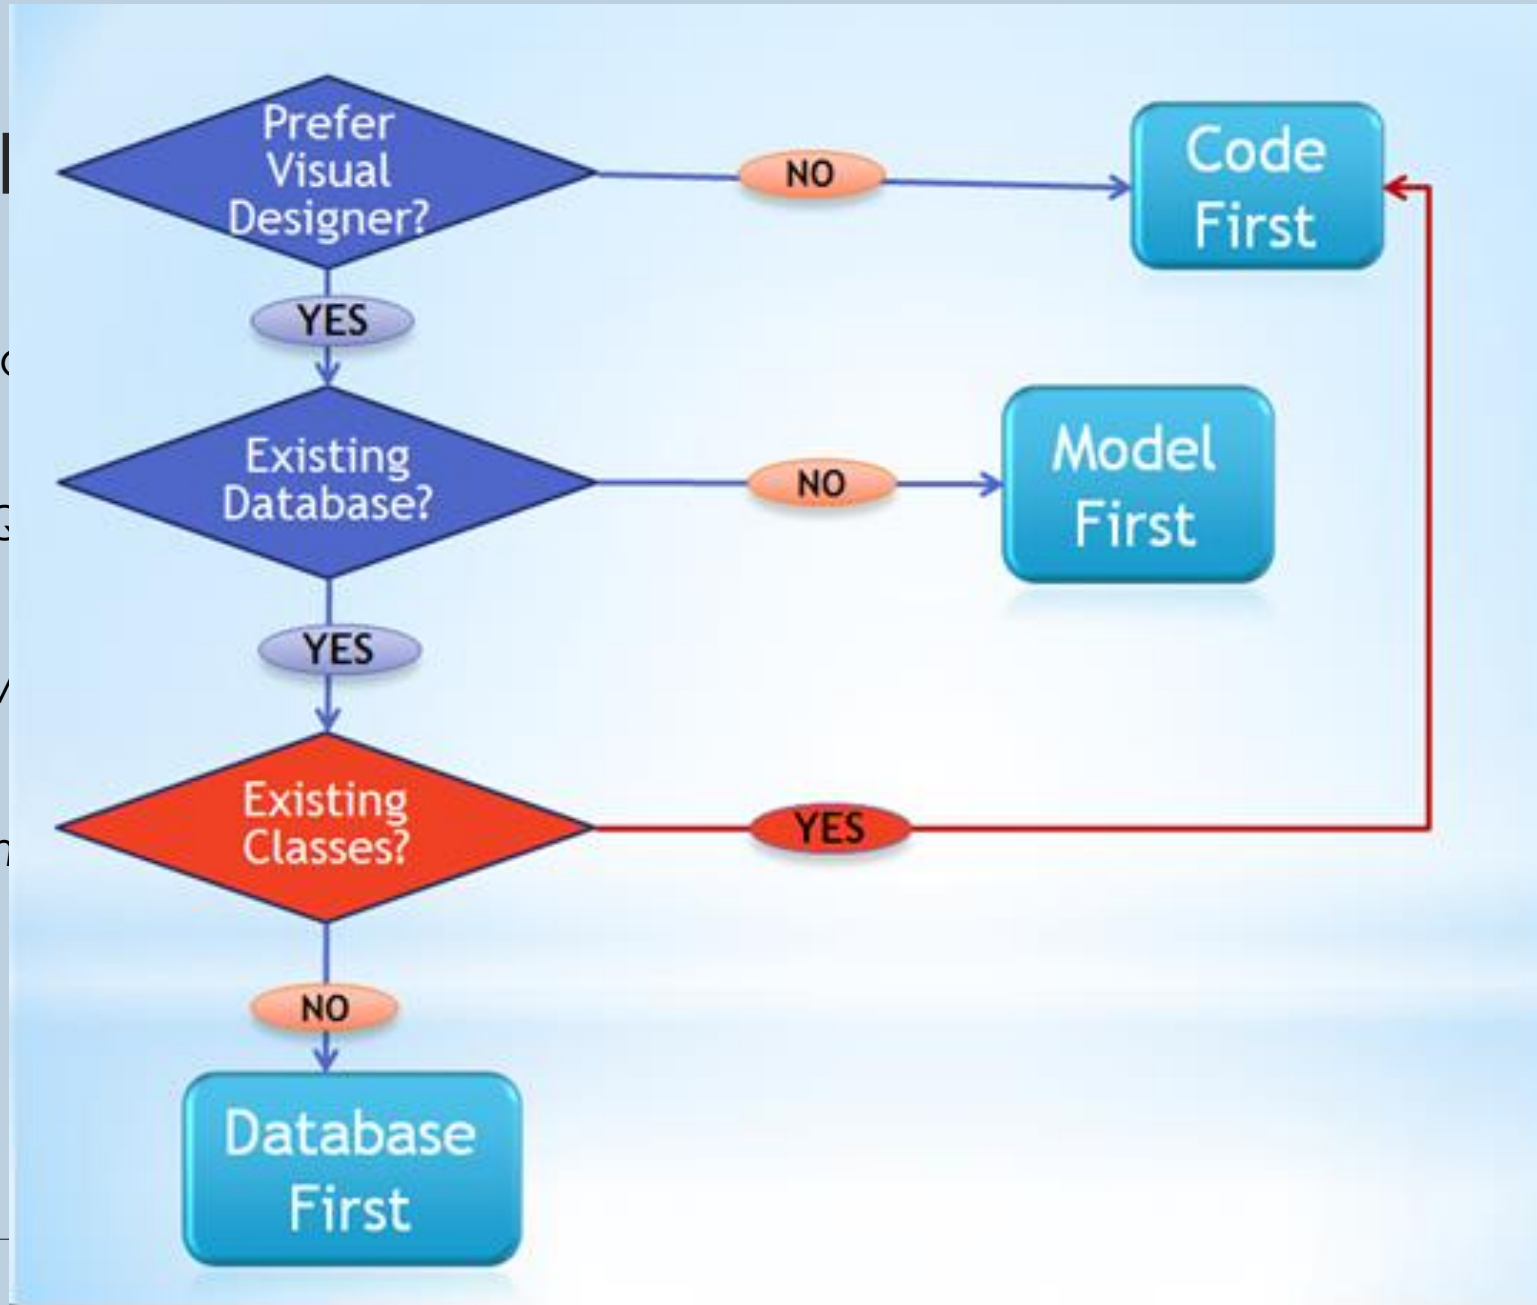 Prefer
Visual
Designer?
NO
Code
First
YES
Existing
Database?
NO
Model
First
YES
Existing
Classes?
YES
NO
Database
First